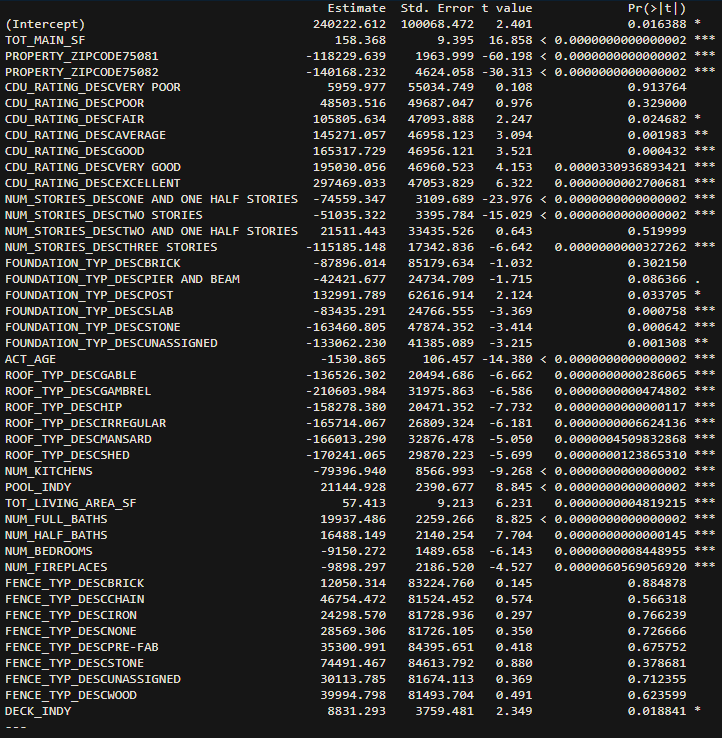 Estimate Std. Error t value Pr(>|t|)
(Intercept) 240222.612 100068.472 2.401 0.016388 *
TOT_MAIN_SF 158.368 9.395 16.858 < 0.0000000000000002 ***
PROPERTY_ZIPCODE75081 -118229.639 1963.999 -60.198 < 0.0000000000000002 ***
PROPERTY_ZIPCODE75082 -140168.232 4624.058 -30.313 < 0.0000000000000002 ***
CDU_RATING_DESCVERY POOR 5959.977 55034.749 0.108 0.913764
CDU_RATING_DESCPOOR 48503.516 49687.047 0.976 0.329000
CDU_RATING_DESCFAIR 105805.634 47093.888 2.247 0.024682 *
CDU_RATING_DESCAVERAGE 145271.057 46958.123 3.094 0.001983 **
CDU_RATING_DESCGOOD 165317.729 46956.121 3.521 0.000432 ***
CDU_RATING_DESCVERY GOOD 195030.056 46960.523 4.153 0.0000330936893421 ***
CDU_RATING_DESCEXCELLENT 297469.033 47053.829 6.322 0.0000000002700681 ***
NUM_STORIES_DESCONE AND ONE HALF STORIES -74559.347 3109.689 -23.976 < 0.0000000000000002 ***
NUM_STORIES_DESCTWO STORIES -51035.322 3395.784 -15.029 < 0.0000000000000002 ***
NUM_STORIES_DESCTWO AND ONE HALF STORIES 21511.443 33435.526 0.643 0.519999
NUM_STORIES_DESCTHREE STORIES -115185.148 17342.836 -6.642 0.0000000000327262 ***
FOUNDATION_TYP_DESCBRICK -87896.014 85179.634 -1.032 0.302150
FOUNDATION_TYP_DESCPIER AND BEAM -42421.677 24734.709 -1.715 0.086366 .
FOUNDATION_TYP_DESCPOST 132991.789 62616.914 2.124 0.033705 *
FOUNDATION_TYP_DESCSLAB -83435.291 24766.555 -3.369 0.000758 ***
FOUNDATION_TYP_DESCSTONE -163460.805 47874.352 -3.414 0.000642 ***
FOUNDATION_TYP_DESCUNASSIGNED -133062.230 41385.089 -3.215 0.001308 **
ACT_AGE -1530.865 106.457 -14.380 < 0.0000000000000002 ***
ROOF_TYP_DESCGABLE -136526.302 20494.686 -6.662 0.0000000000286065 ***
ROOF_TYP_DESCGAMBREL -210603.984 31975.863 -6.586 0.0000000000474802 ***
ROOF_TYP_DESCHIP -158278.380 20471.352 -7.732 0.0000000000000117 ***
ROOF_TYP_DESCIRREGULAR -165714.067 26809.324 -6.181 0.0000000006624136 ***
ROOF_TYP_DESCMANSARD -166013.290 32876.478 -5.050 0.0000004509832868 ***
ROOF_TYP_DESCSHED -170241.065 29870.223 -5.699 0.0000000123865310 ***
NUM_KITCHENS -79396.940 8566.993 -9.268 < 0.0000000000000002 ***
POOL_INDY 21144.928 2390.677 8.845 < 0.0000000000000002 ***
TOT_LIVING_AREA_SF 57.413 9.213 6.231 0.0000000004819215 ***
NUM_FULL_BATHS 19937.486 2259.266 8.825 < 0.0000000000000002 ***
NUM_HALF_BATHS 16488.149 2140.254 7.704 0.0000000000000145 ***
NUM_BEDROOMS -9150.272 1489.658 -6.143 0.0000000008448955 ***
NUM_FIREPLACES -9898.297 2186.520 -4.527 0.0000060569056920 ***
FENCE_TYP_DESCBRICK 12050.314 83224.760 0.145 0.884878
FENCE_TYP_DESCCHAIN 46754.472 81524.452 0.574 0.566318
FENCE_TYP_DESCIRON 24298.570 81728.936 0.297 0.766239
FENCE_TYP_DESCNONE 28569.306 81726.105 0.350 0.726666
FENCE_TYP_DESCPRE-FAB 35300.991 84395.651 0.418 0.675752
FENCE_TYP_DESCSTONE 74491.467 84613.792 0.880 0.378681
FENCE_TYP_DESCUNASSIGNED 30113.785 81674.113 0.369 0.712355
FENCE_TYP_DESCWOOD 39994.798 81493.704 0.491 0.623599
DECK_INDY 8831.293 3759.481 2.349 0.018841 *
---